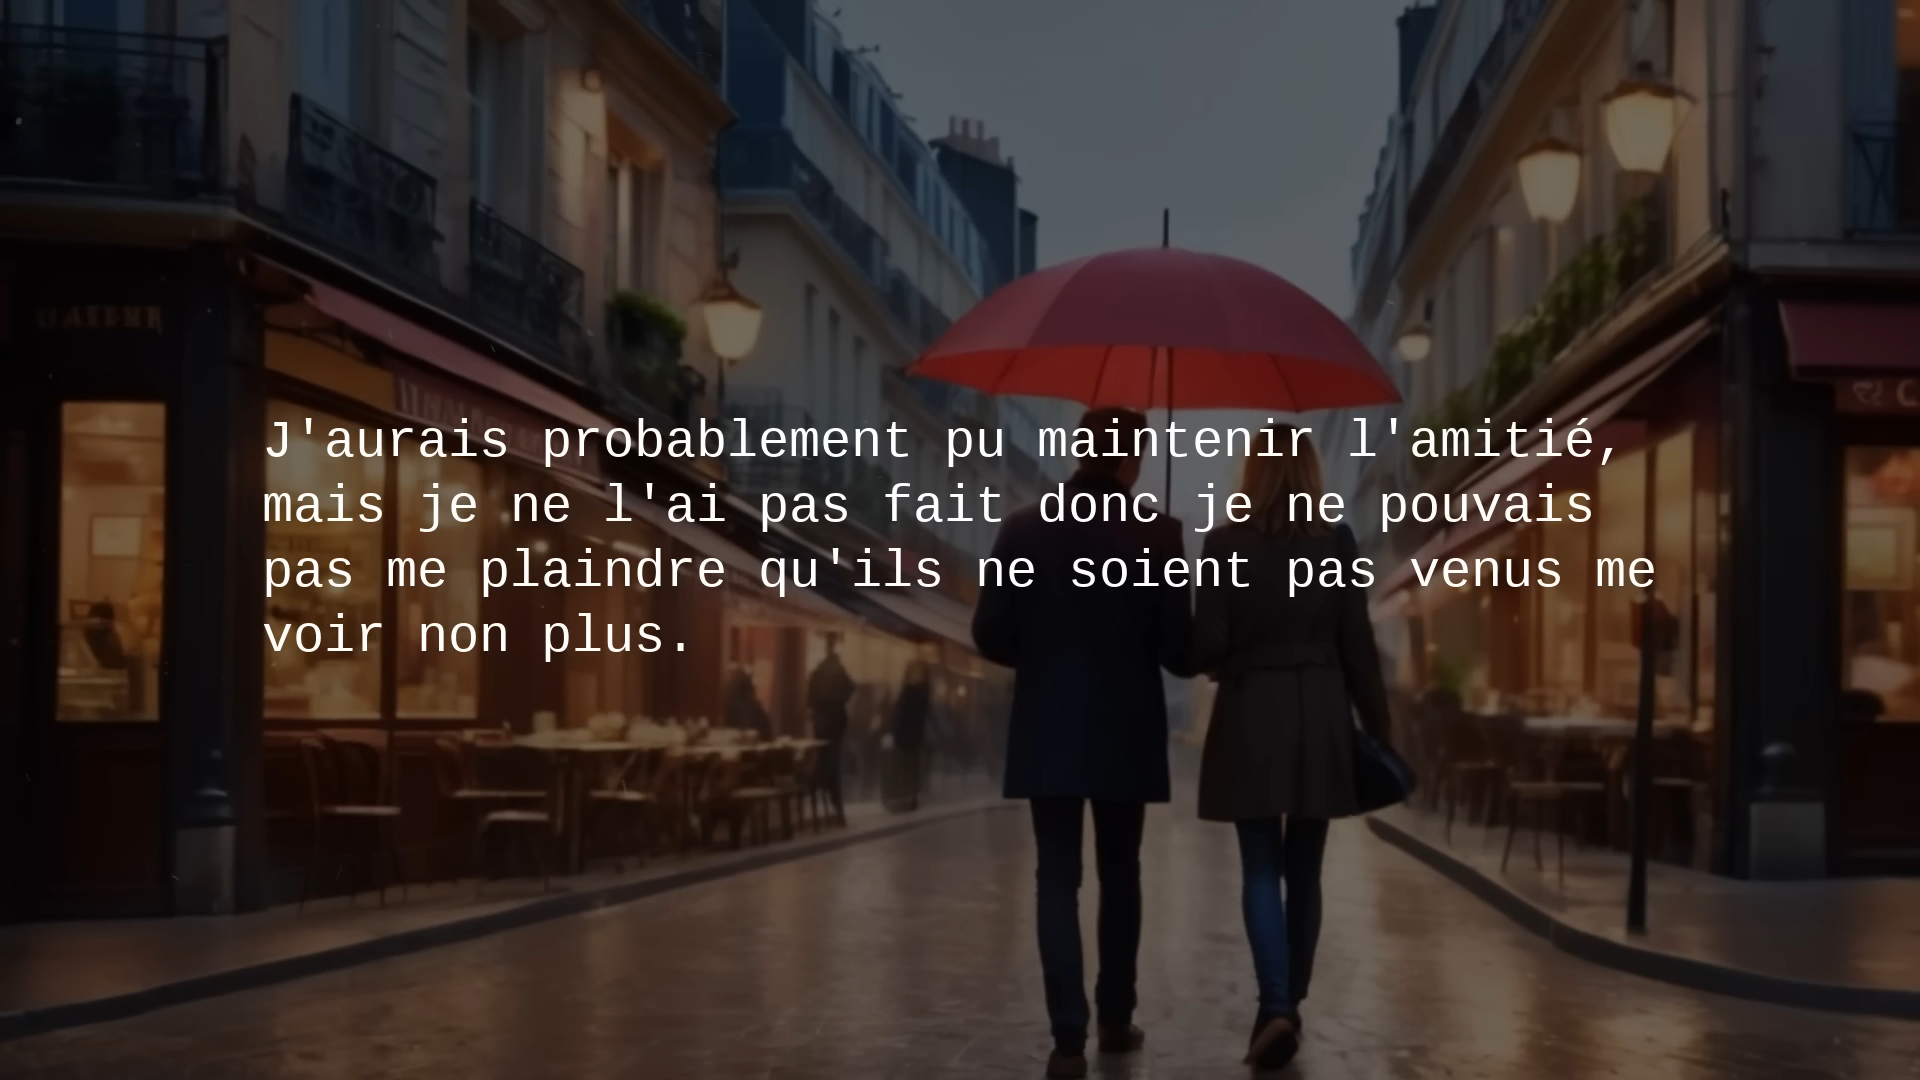 J'aurais probablement pu maintenir l'amitié,
mais je ne l'ai pas fait donc je ne pouvais
pas me plaindre qu'ils ne soient pas venus me
voir non plus.